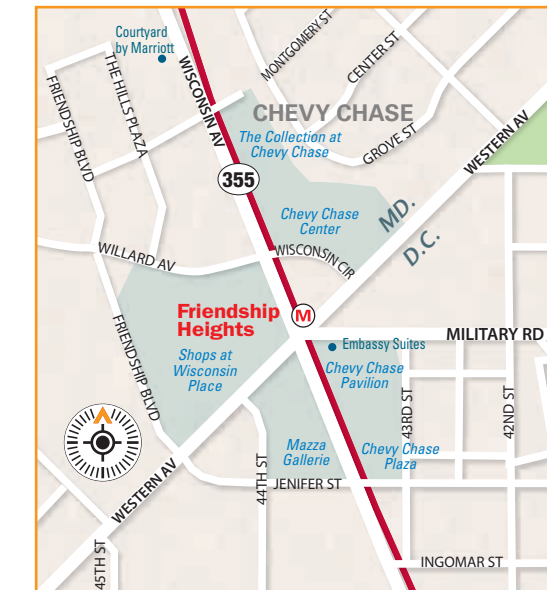 Courtyard
by Marriott
MONTGOMERY ST
CENTER ST
THE HILLS PLAZA
WISCONSIN AV
FRIENDSHIP BLVD
CHEVY CHASE
The Collection at
Chevy Chase
GROVE ST
WESTERN AV
355
Chevy Chase
Center
MD.
D.C.
WILLARD AV
WISCONSIN CIR
Friendship
Heights
M
MILITARY RD
Embassy Suites
Shops at
Wisconsin
Place
Chevy Chase
Pavilion
FRIENDSHIP BLVD
43RD ST
42ND ST
Mazza
Gallerie
Chevy Chase
Plaza
WESTERN AV
44TH ST
JENIFER ST
45TH ST
INGOMAR ST